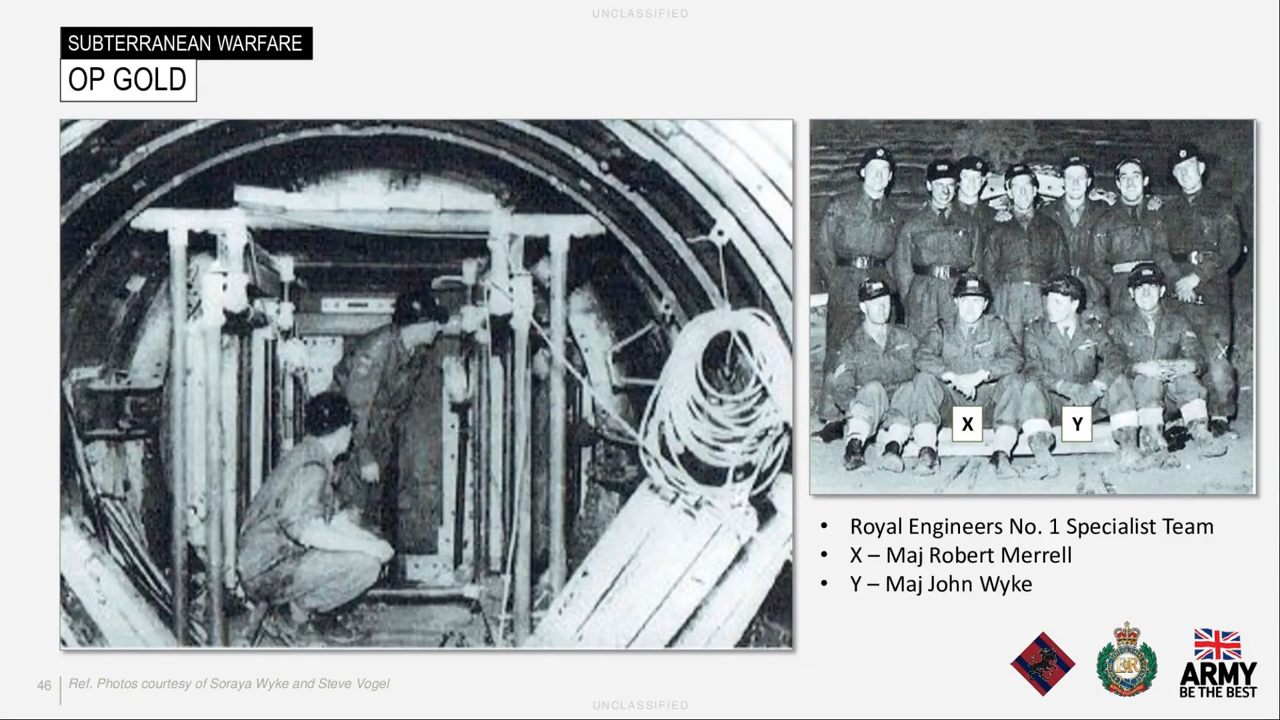 UNCLASSIFIED
SUBTERRANEAN WARFARE
OP GOLD
X
Y
• Royal Engineers No. 1 Specialist Team
• X – Maj Robert Merrell
• Y – Maj John Wyke
ARMY
BE THE BEST
46
Ref. Photos courtesy of Soraya Wyke and Steve Vogel
UNCLASSIFIED